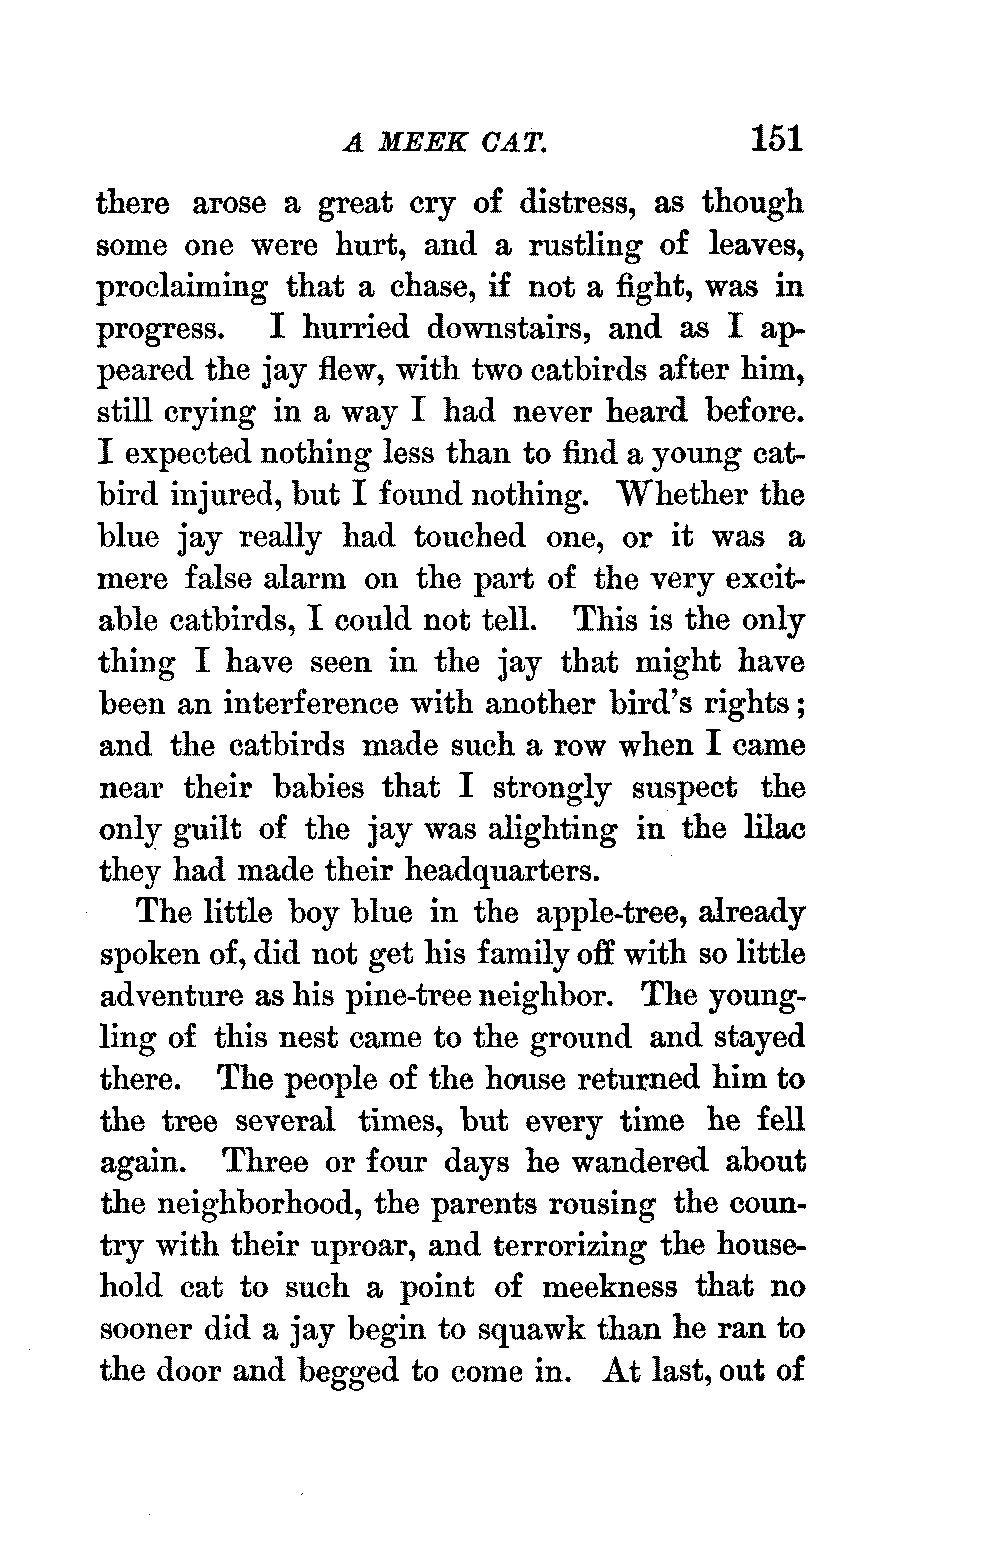 A MEEK CAT. 151
there arose a great cry of distress, as though
some one were hurt, and a rustling of leaves,
proclaiming that a chase, if not a fight, was in
progress. I hurried downstairs, and as I ap-
peared the jay flew, with two catbirds after him,
still crying in a way I had never heard before.
I expected nothing less than to find a young cat-
bird injured, but I found nothing. Whether the
blue jay really had touched one, or it was a
mere false alarm on the part of the very excit-
able catbirds, I could not tell. This is the only
thing I have seen in the jay that might have
been an interference with another bird's rights;
and the catbirds made such a row when I came
near their babies that I strongly suspect the
only guilt of the jay was alighting in the lilac
they had made their headquarters.
The little boy blue in the apple-tree, already
spoken of, did not get his family off with so little
adventure as his pine-tree neighbor. The young-
ling of this nest came to the ground and stayed
there. The people of the house returned him to
the tree several times, but every time he fell
again. Three or four days he wandered about
the neighborhood, the parents rousing the coun-
try with their uproar, and terrorizing the house-
hold cat to such a point of meekness that no
sooner did a jay begin to squawk than he ran to
the door and begged to come in. At last, out of